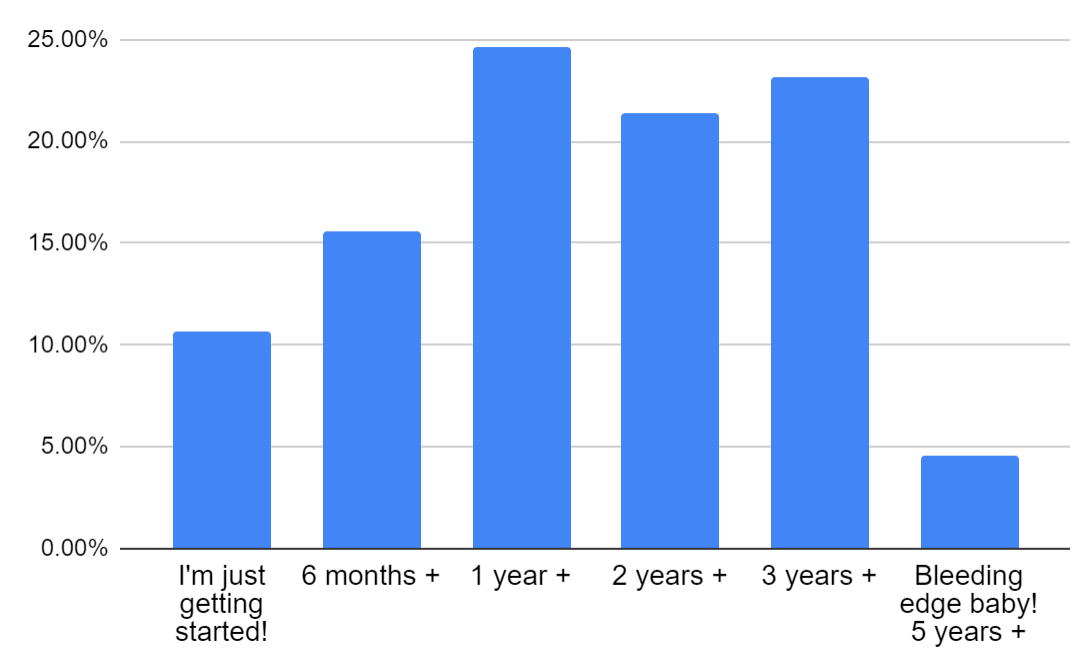 25.00%
20.00%
15.00%
10.00%
5.00%
0.00%
I'm just
getting
started!
6 months +
1 year +
2 years +
3 years +
Bleeding
edge baby!
5 years +